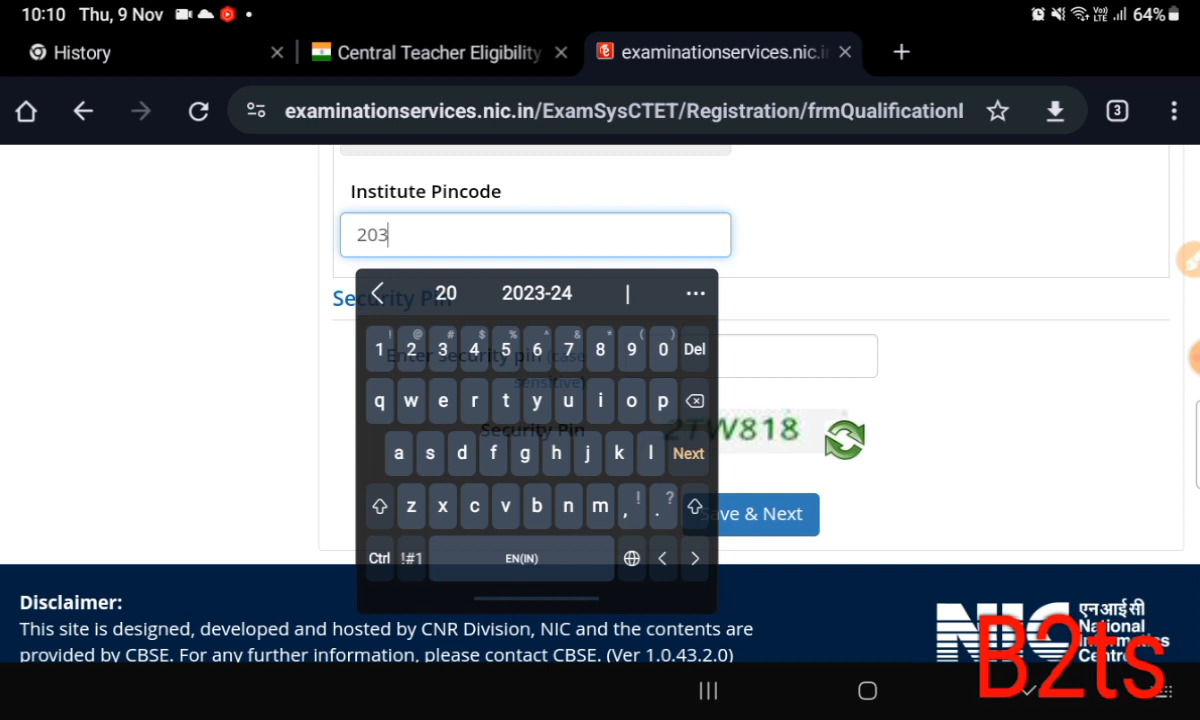 10:10 Thu, 9 Nov
Vo)) LTE 64%
History
Central Teacher Eligibility
examinationservices.nic.in
examinationservices.nic.in/ExamSysCTET/Registration/frmQualificationI
3
Institute Pincode
203
Security Pin
20 2023-24 | ...
1 2 3 4 5 6 7 8 9 0 Del
! @ # $ % ^ & * ( )
Enter security pin (case
sensitive)
q w e r t y u i o p
Security Pin
2TW818
a s d f g h j k l Next
z x c v b n m , ! . ?
Save & Next
Ctrl !#1 EN(IN) < >
Disclaimer:
This site is designed, developed and hosted by CNR Division, NIC and the contents are
provided by CBSE. For any further information, please contact CBSE. (Ver 1.0.43.2.0)
NIC
एन आई सी
National
Informatics
Centre
B2ts